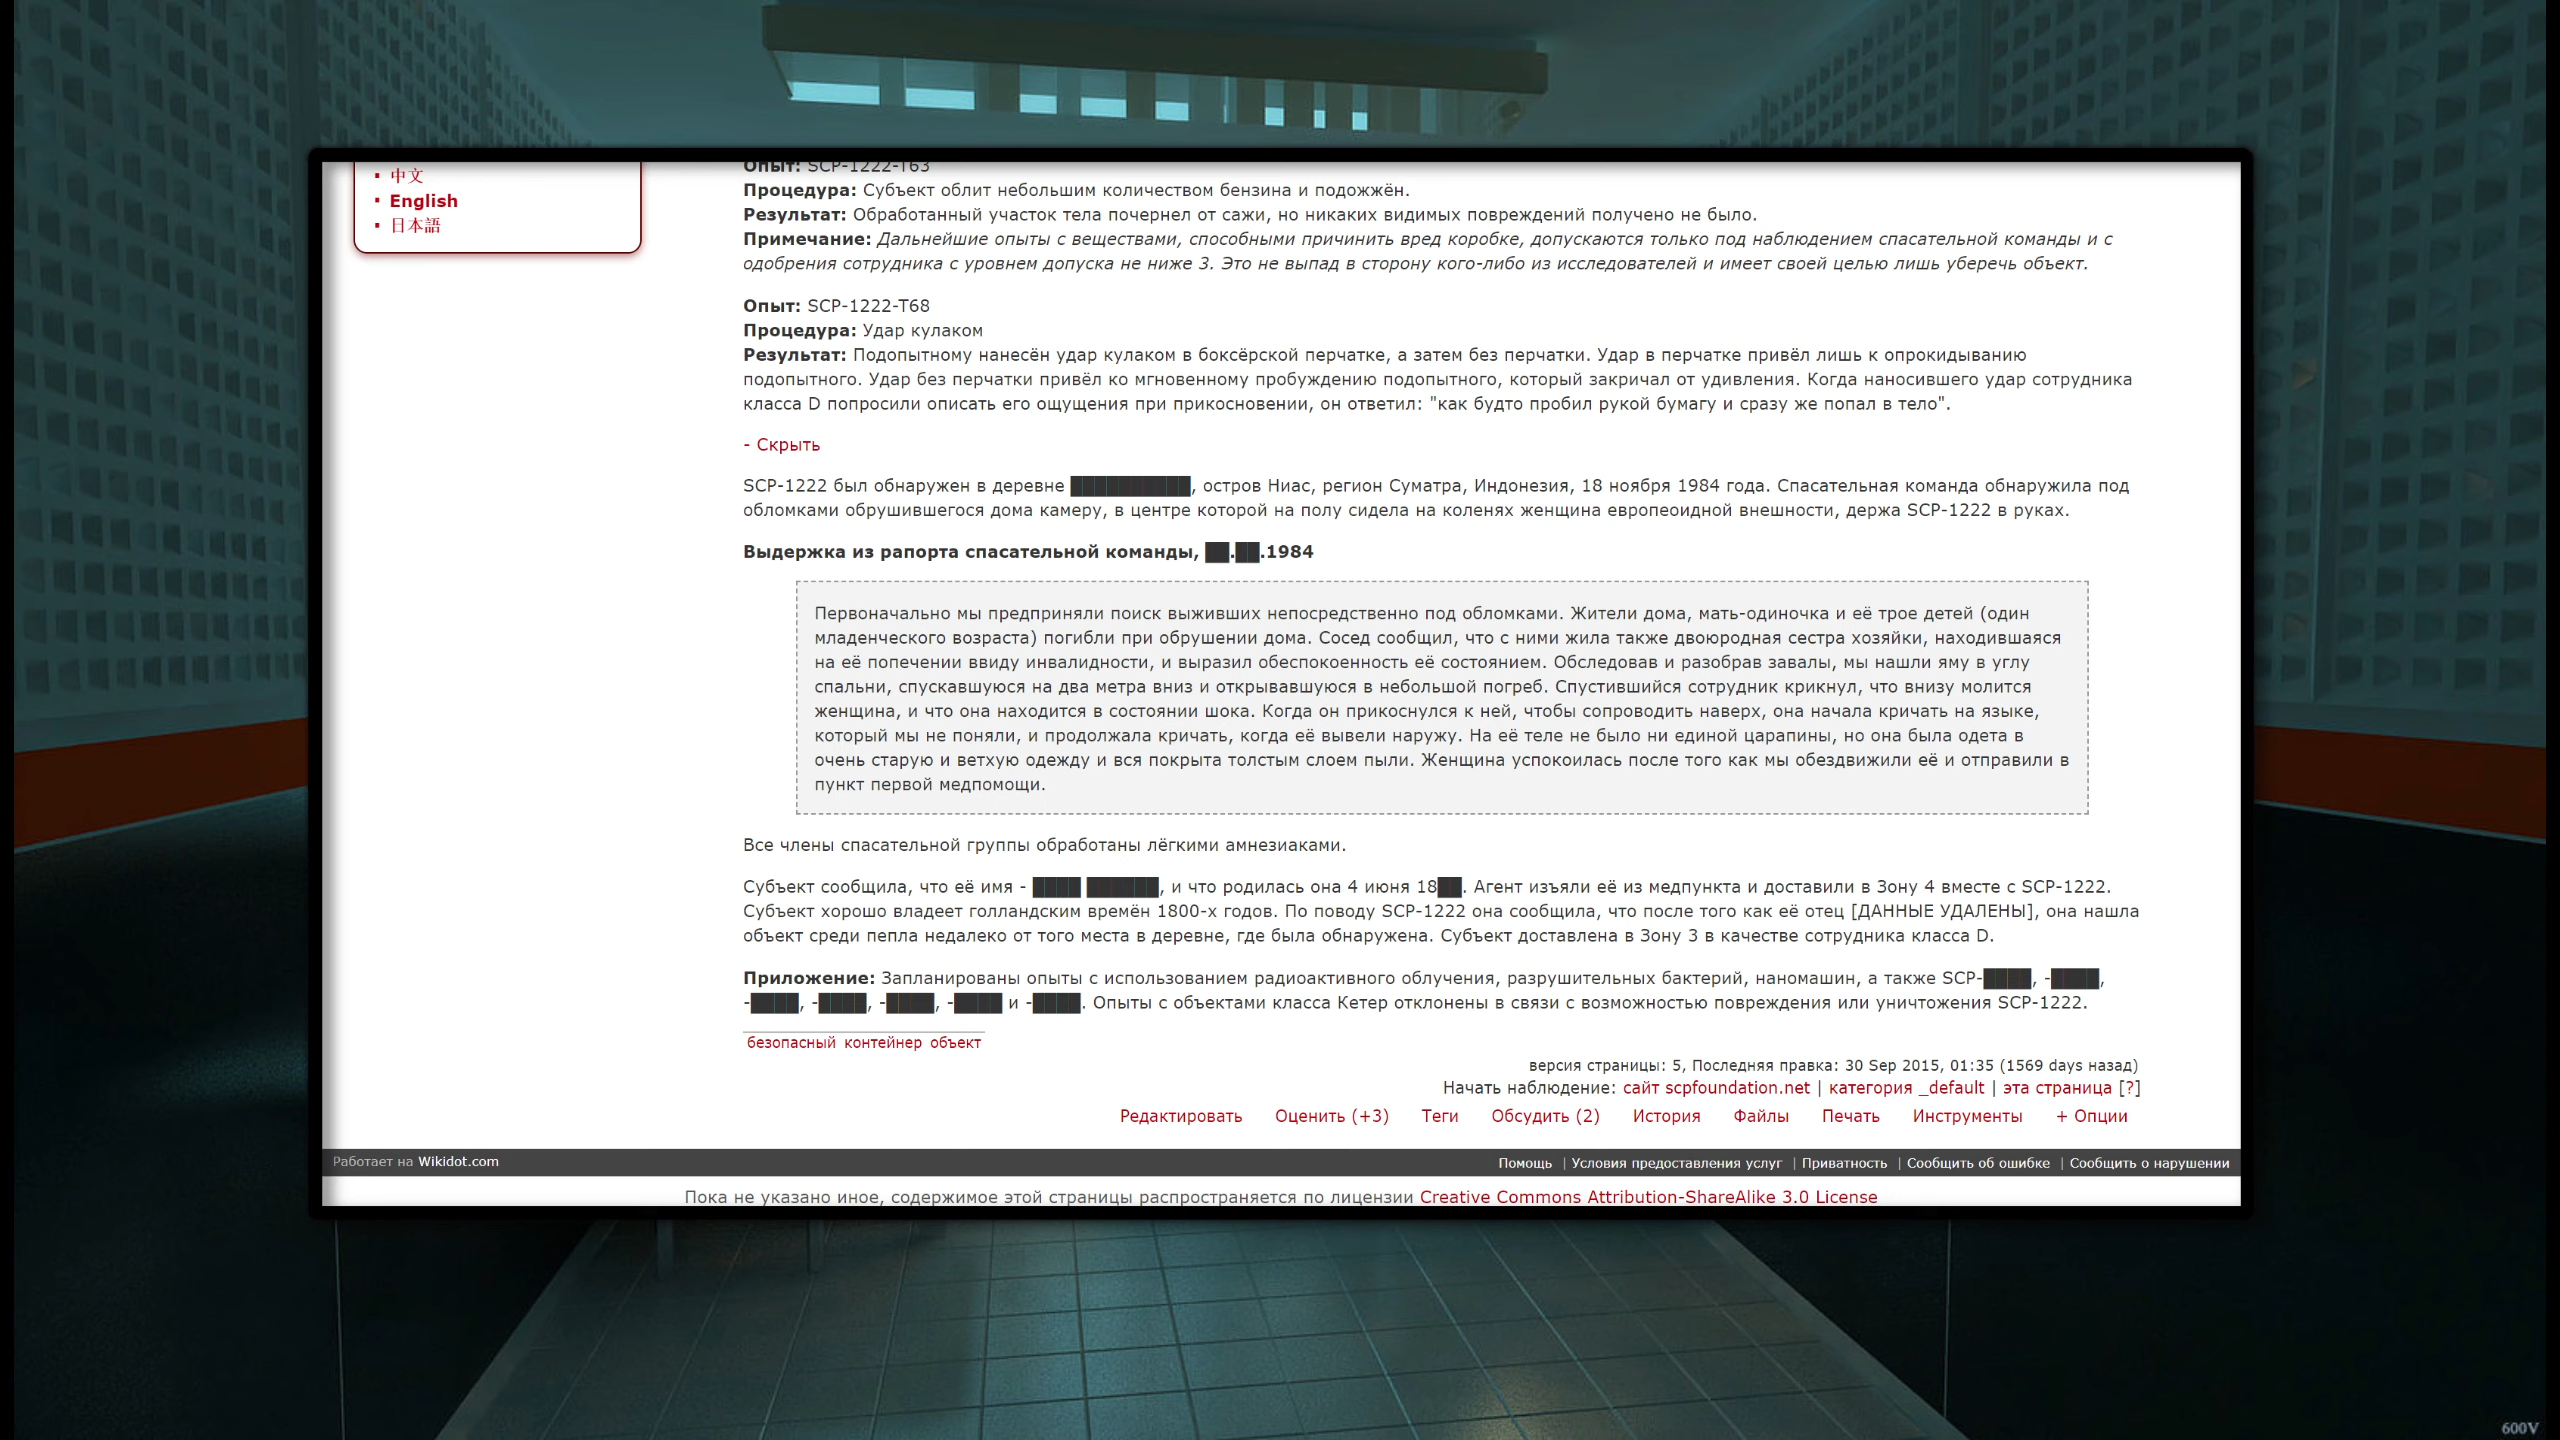 中文
English
日本語
Опыт: SCP-1222-T63
Процедура: Субъект облит небольшим количеством бензина и подожжён.
Результат: Обработанный участок тела почернел от сажи, но никаких видимых повреждений получено не было.
Примечание: Дальнейшие опыты с веществами, способными причинить вред коробке, допускаются только под наблюдением спасательной команды и с
одобрения сотрудника с уровнем допуска не ниже 3. Это не выпад в сторону кого-либо из исследователей и имеет своей целью лишь уберечь объект.
Опыт: SCP-1222-T68
Процедура: Удар кулаком
Результат: Подопытному нанесён удар кулаком в боксёрской перчатке, а затем без перчатки. Удар в перчатке привёл лишь к опрокидыванию
подопытного. Удар без перчатки привёл ко мгновенному пробуждению подопытного, который закричал от удивления. Когда наносившего удар сотрудника
класса D попросили описать его ощущения при прикосновении, он ответил: "как будто пробил рукой бумагу и сразу же попал в тело".
- Скрыть
SCP-1222 был обнаружен в деревне ██████████, остров Ниас, регион Суматра, Индонезия, 18 ноября 1984 года. Спасательная команда обнаружила под
обломками обрушившегося дома камеру, в центре которой на полу сидела на коленях женщина европеоидной внешности, держа SCP-1222 в руках.
Выдержка из рапорта спасательной команды, ██.██.1984
Первоначально мы предприняли поиск выживших непосредственно под обломками. Жители дома, мать-одиночка и её трое детей (один
младенческого возраста) погибли при обрушении дома. Сосед сообщил, что с ними жила также двоюродная сестра хозяйки, находившаяся
на её попечении ввиду инвалидности, и выразил обеспокоенность её состоянием. Обследовав и разобрав завалы, мы нашли яму в углу
спальни, спускавшуюся на два метра вниз и открывавшуюся в небольшой погреб. Спустившийся сотрудник крикнул, что внизу молится
женщина, и что она находится в состоянии шока. Когда он прикоснулся к ней, чтобы сопроводить наверх, она начала кричать на языке,
который мы не поняли, и продолжала кричать, когда её вывели наружу. На её теле не было ни единой царапины, но она была одета в
очень старую и ветхую одежду и вся покрыта толстым слоем пыли. Женщина успокоилась после того как мы обездвижили её и отправили в
пункт первой медпомощи.
Все члены спасательной группы обработаны лёгкими амнезиаками.
Субъект сообщила, что её имя - ████ ██████, и что родилась она 4 июня 18██. Агент изъяли её из медпункта и доставили в Зону 4 вместе с SCP-1222.
Субъект хорошо владеет голландским времён 1800-х годов. По поводу SCP-1222 она сообщила, что после того как её отец [ДАННЫЕ УДАЛЕНЫ], она нашла
объект среди пепла недалеко от того места в деревне, где была обнаружена. Субъект доставлена в Зону 3 в качестве сотрудника класса D.
Приложение: Запланированы опыты с использованием радиоактивного облучения, разрушительных бактерий, наномашин, а также SCP-████, -████,
-████, -████, -████, -████ и -████. Опыты с объектами класса Кетер отклонены в связи с возможностью повреждения или уничтожения SCP-1222.
безопасный контейнер объект
версия страницы: 5, Последняя правка: 30 Sep 2015, 01:35 (1569 days назад)
Начать наблюдение: сайт scpfoundation.net | категория _default | эта страница [?]
Редактировать Оценить (+3) Теги Обсудить (2) История Файлы Печать Инструменты + Опции
Работает на Wikidot.com
Помощь | Условия предоставления услуг | Приватность | Сообщить об ошибке | Сообщить о нарушении
Пока не указано иное, содержимое этой страницы распространяется по лицензии Creative Commons Attribution-ShareAlike 3.0 License
600V